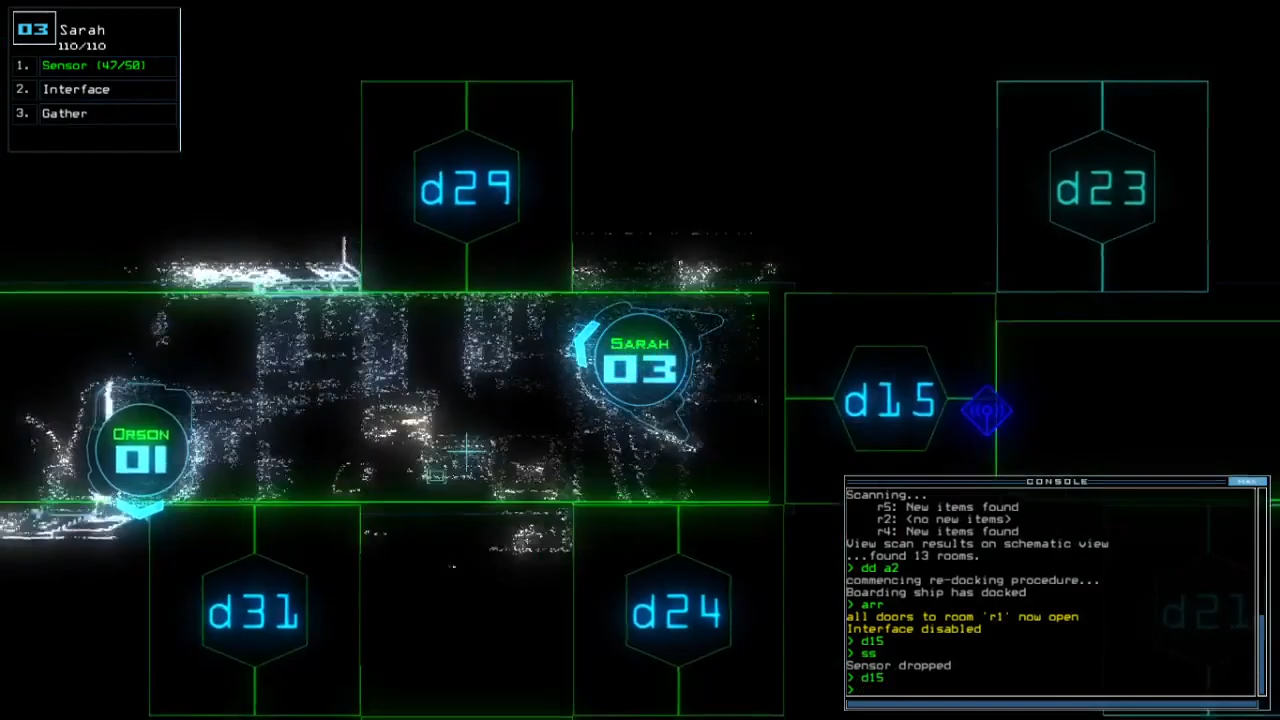 03 Sarah
110/110
1. Sensor (47/50)
2. Interface
3. Gather
d29
d23
Sarah
03
d15
Orson
01
d31
d24
d21
CONSOLE
Scanning...
r5: New items found
r2: <no new items>
r4: New items found
View scan results on schematic view
...found 13 rooms.
> dd a2
commencing re-docking procedure...
Boarding ship has docked
> arr
all doors to room 'r1' now open
Interface disabled
> d15
> ss
Sensor dropped
> d15
>